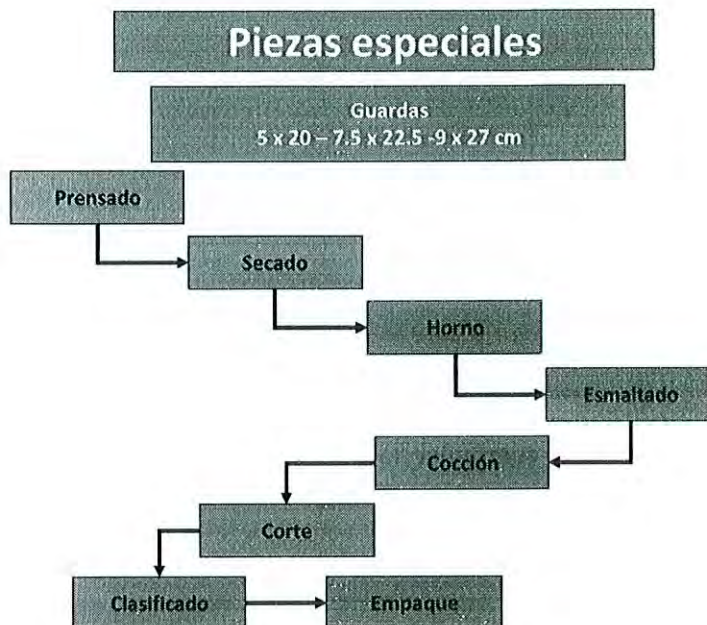 Piezas especiales
Guardas
5 x 20 – 7.5 x 22.5 -9 x 27 cm
Prensado
Secado
Horno
Esmaltado
Cocción
Corte
Clasificado
Empaque